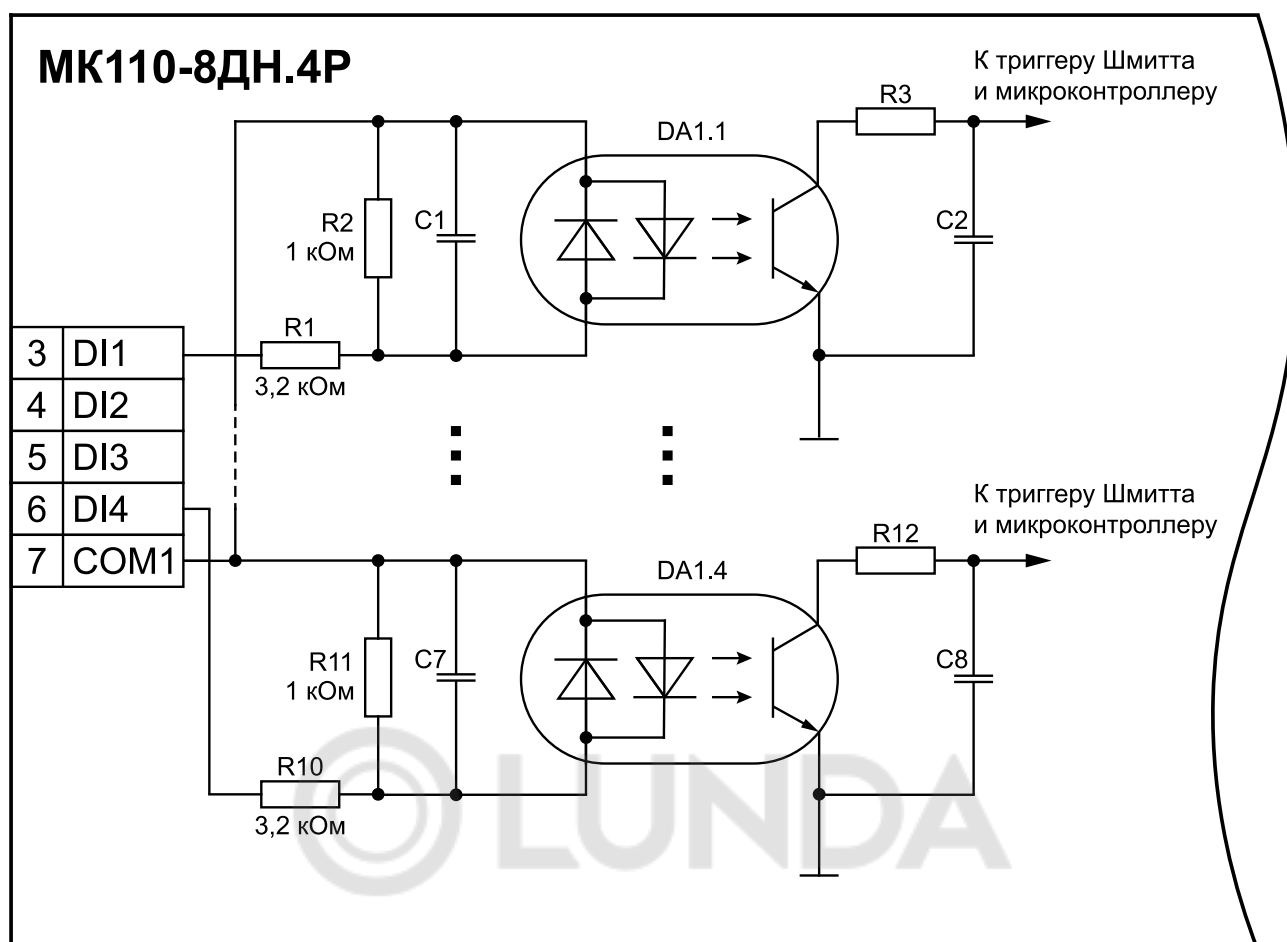 МК110-8ДН.4Р
К триггеру Шмитта
и микроконтроллеру
R3
DA1.1
R2
1 кОм
C1
C2
R1
3,2 кОм
3 DI1
4 DI2
5 DI3
6 DI4
7 COM1
К триггеру Шмитта
и микроконтроллеру
R12
DA1.4
R11
1 кОм
C7
C8
R10
3,2 кОм
LUNDA